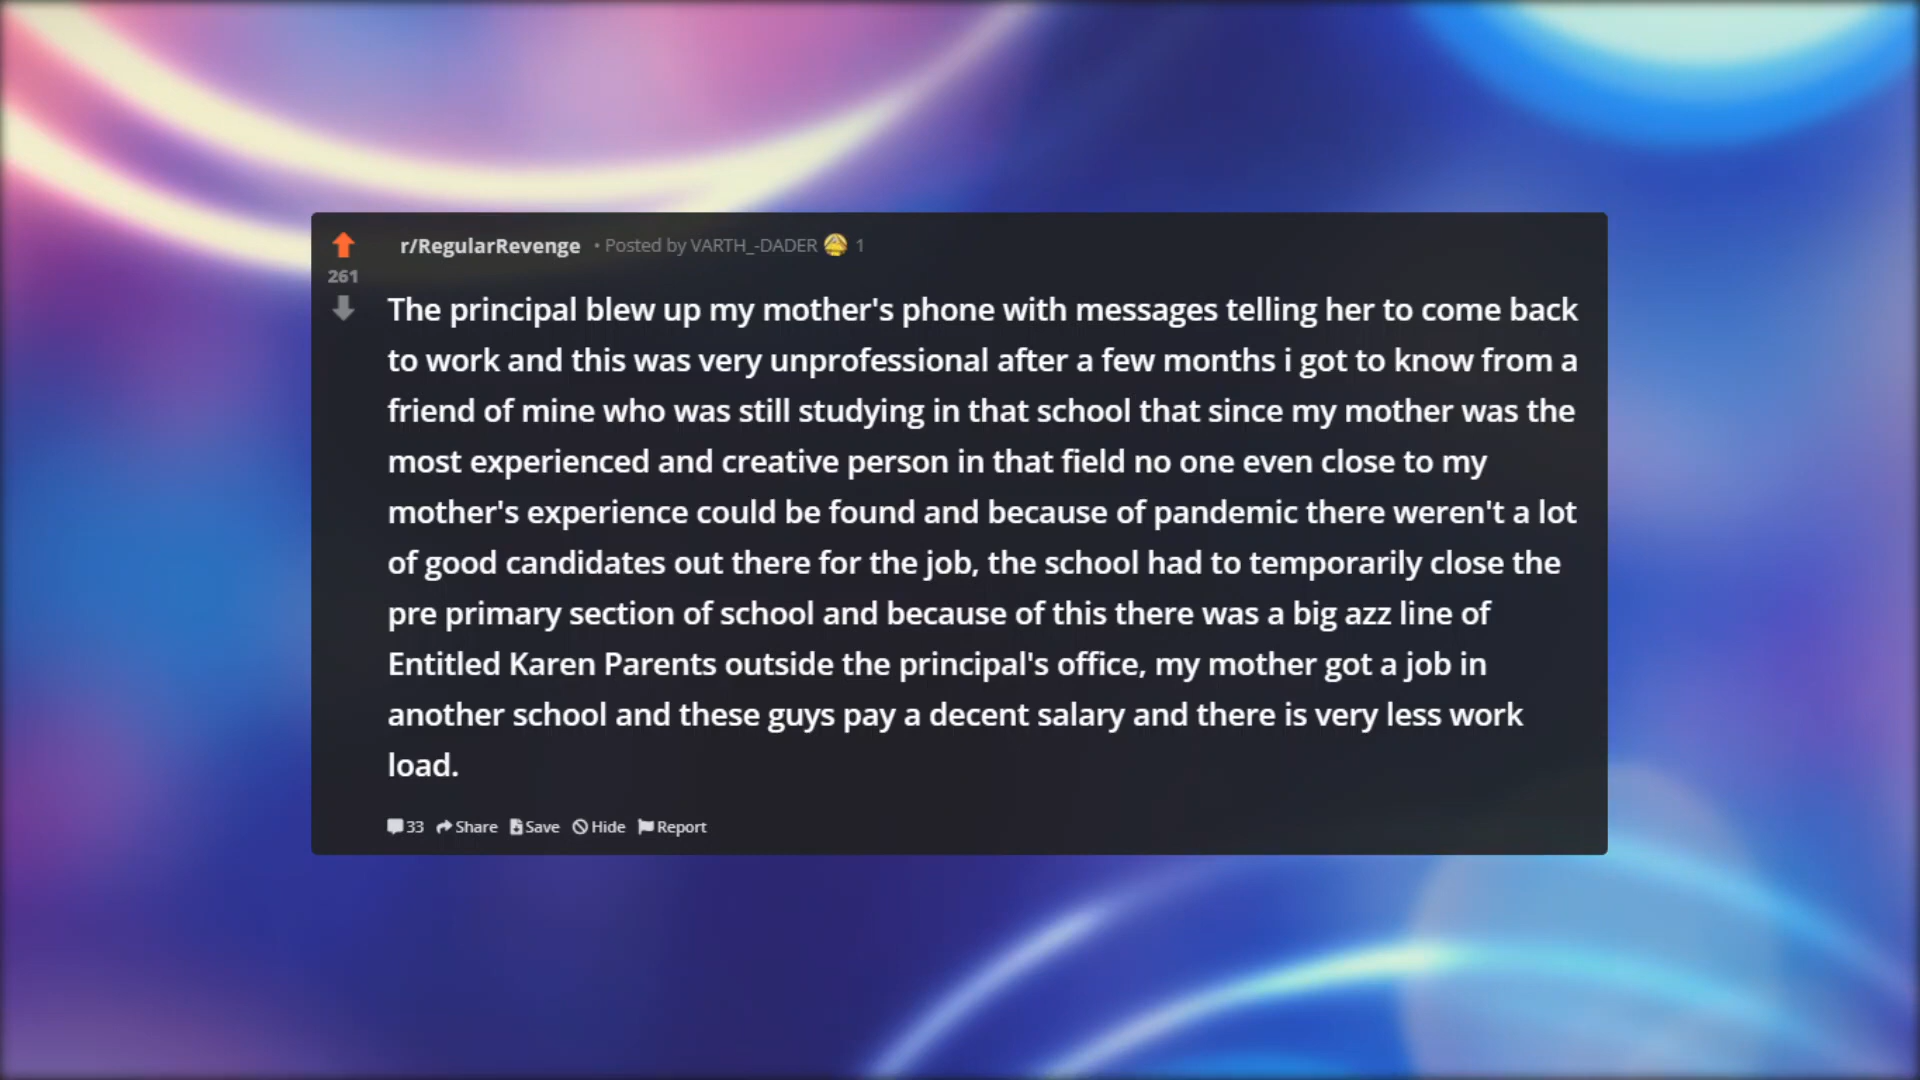 r/RegularRevenge • Posted by VARTH_-DADER 1
261
The principal blew up my mother's phone with messages telling her to come back
to work and this was very unprofessional after a few months i got to know from a
friend of mine who was still studying in that school that since my mother was the
most experienced and creative person in that field no one even close to my
mother's experience could be found and because of pandemic there weren't a lot
of good candidates out there for the job, the school had to temporarily close the
pre primary section of school and because of this there was a big azz line of
Entitled Karen Parents outside the principal's office, my mother got a job in
another school and these guys pay a decent salary and there is very less work
load.
33 Share Save Hide Report